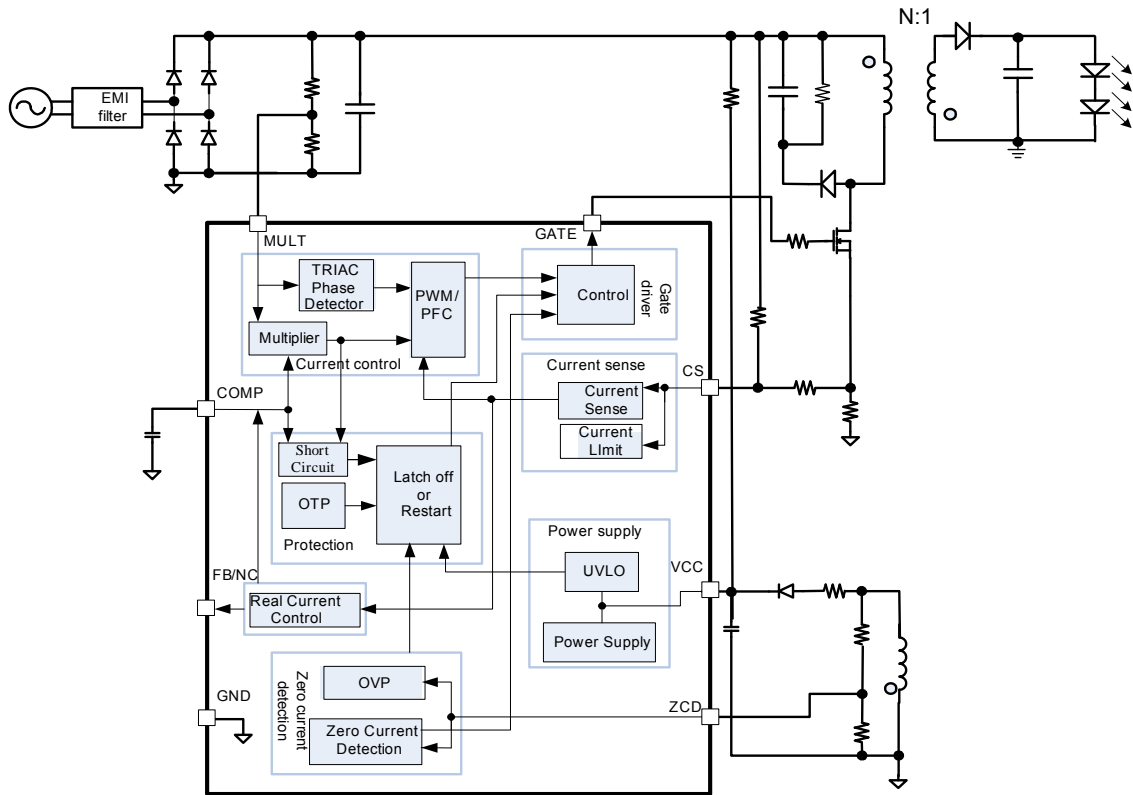 N:1
EMI
filter
MULT
GATE
TRIAC
Phase
Detector
PWM/
PFC
Control
Gate
driver
Multiplier
Current control
Current sense
CS
Current
Sense
Current
LImit
COMP
Short
Circuit
Latch off
or
Restart
OTP
Protection
Power supply
UVLO
VCC
FB/NC
Real Current
Control
Power Supply
GND
Zero current
detection
OVP
ZCD
Zero Current
Detection